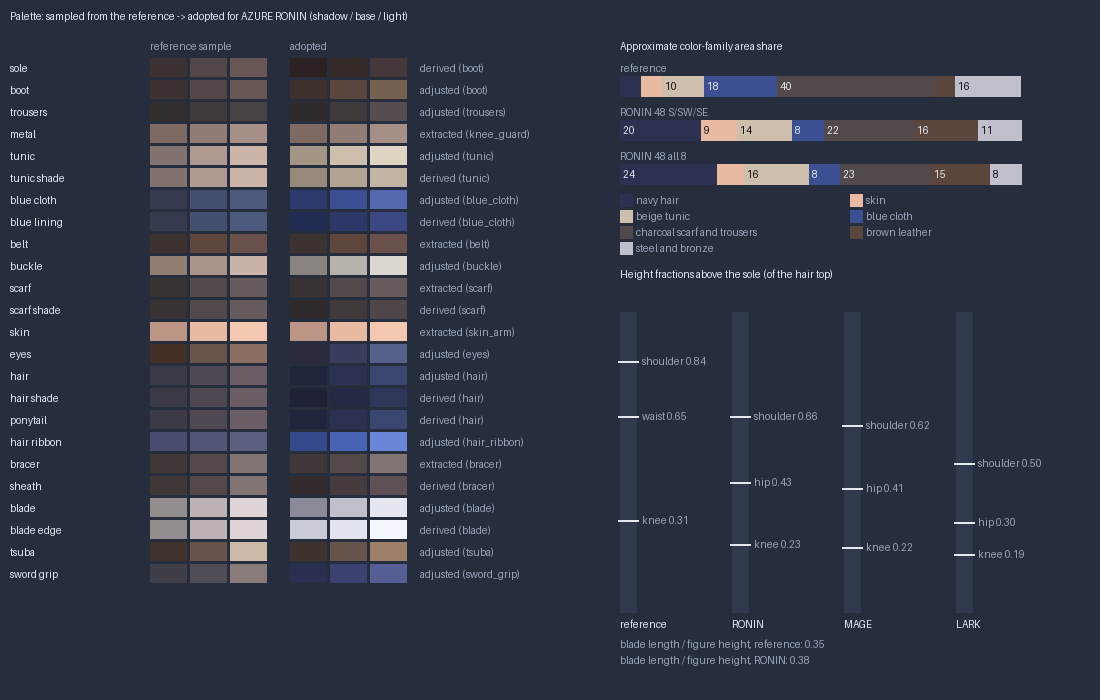 Palette: sampled from the reference -> adopted for AZURE RONIN (shadow / base / light)
reference sample
adopted
sole
derived (boot)
boot
adjusted (boot)
trousers
adjusted (trousers)
metal
extracted (knee_guard)
tunic
adjusted (tunic)
tunic shade
derived (tunic)
blue cloth
adjusted (blue_cloth)
blue lining
derived (blue_cloth)
belt
extracted (belt)
buckle
adjusted (buckle)
scarf
extracted (scarf)
scarf shade
derived (scarf)
skin
extracted (skin_arm)
eyes
adjusted (eyes)
hair
adjusted (hair)
hair shade
derived (hair)
ponytail
derived (hair)
hair ribbon
adjusted (hair_ribbon)
bracer
extracted (bracer)
sheath
derived (bracer)
blade
adjusted (blade)
blade edge
derived (blade)
tsuba
adjusted (tsuba)
sword grip
adjusted (sword_grip)
Approximate color-family area share
reference
10 18 40 16
RONIN 48 S/SW/SE
20 9 14 8 22 16 11
RONIN 48 all 8
24 16 8 23 15 8
navy hair
skin
beige tunic
blue cloth
charcoal scarf and trousers
brown leather
steel and bronze
Height fractions above the sole (of the hair top)
shoulder 0.84
waist 0.65
knee 0.31
reference
shoulder 0.66
hip 0.43
knee 0.23
RONIN
shoulder 0.62
hip 0.41
knee 0.22
MAGE
shoulder 0.50
hip 0.30
knee 0.19
LARK
blade length / figure height, reference: 0.35
blade length / figure height, RONIN: 0.38